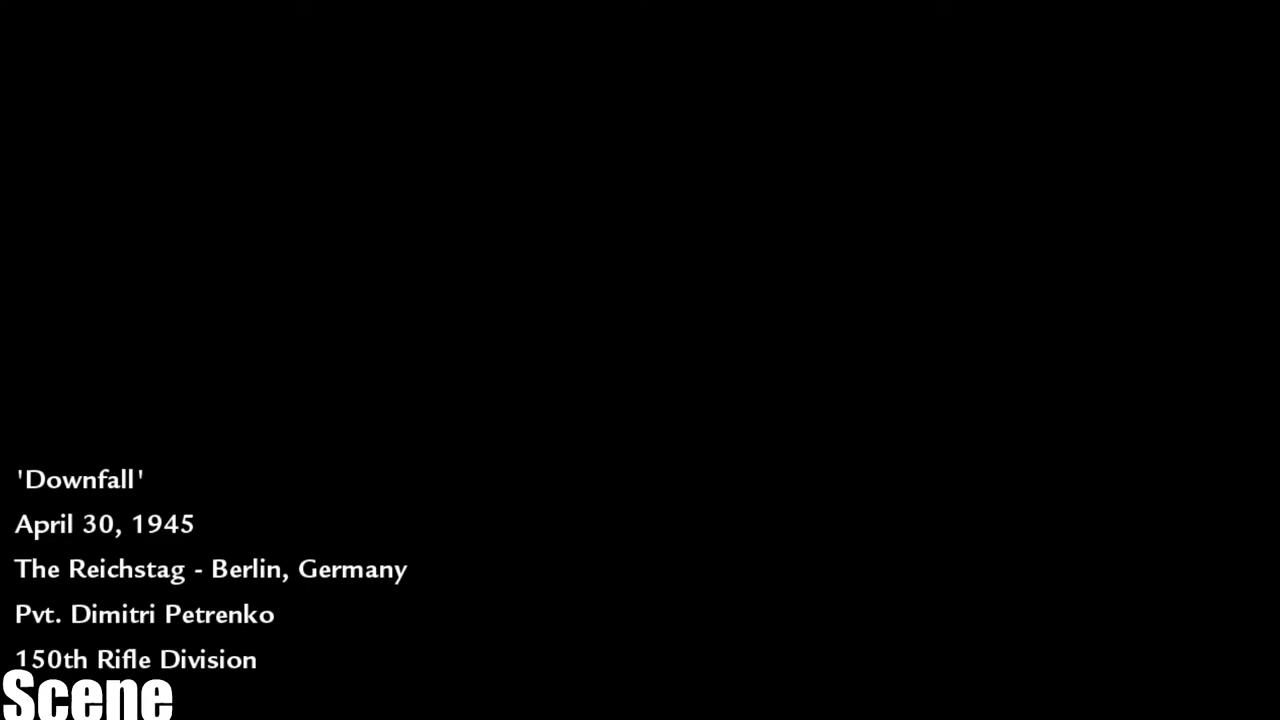 'Downfall'
April 30, 1945
The Reichstag - Berlin, Germany
Pvt. Dimitri Petrenko
150th Rifle Division
Scene